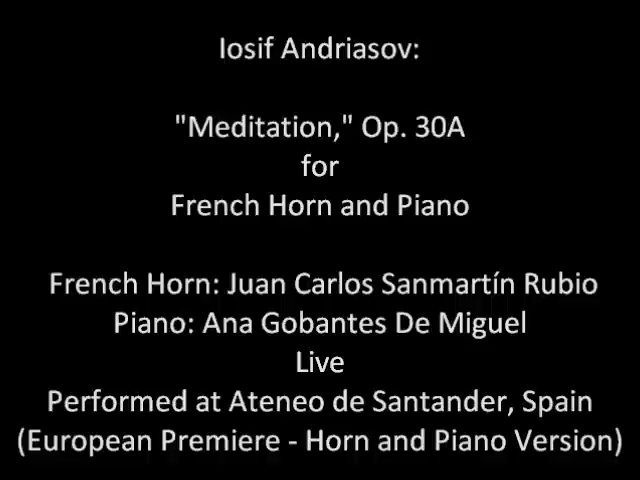 Iosif Andriasov:
"Meditation," Op. 30A
for
French Horn and Piano
French Horn: Juan Carlos Sanmartín Rubio
Piano: Ana Gobantes De Miguel
Live
Performed at Ateneo de Santander, Spain
(European Premiere - Horn and Piano Version)